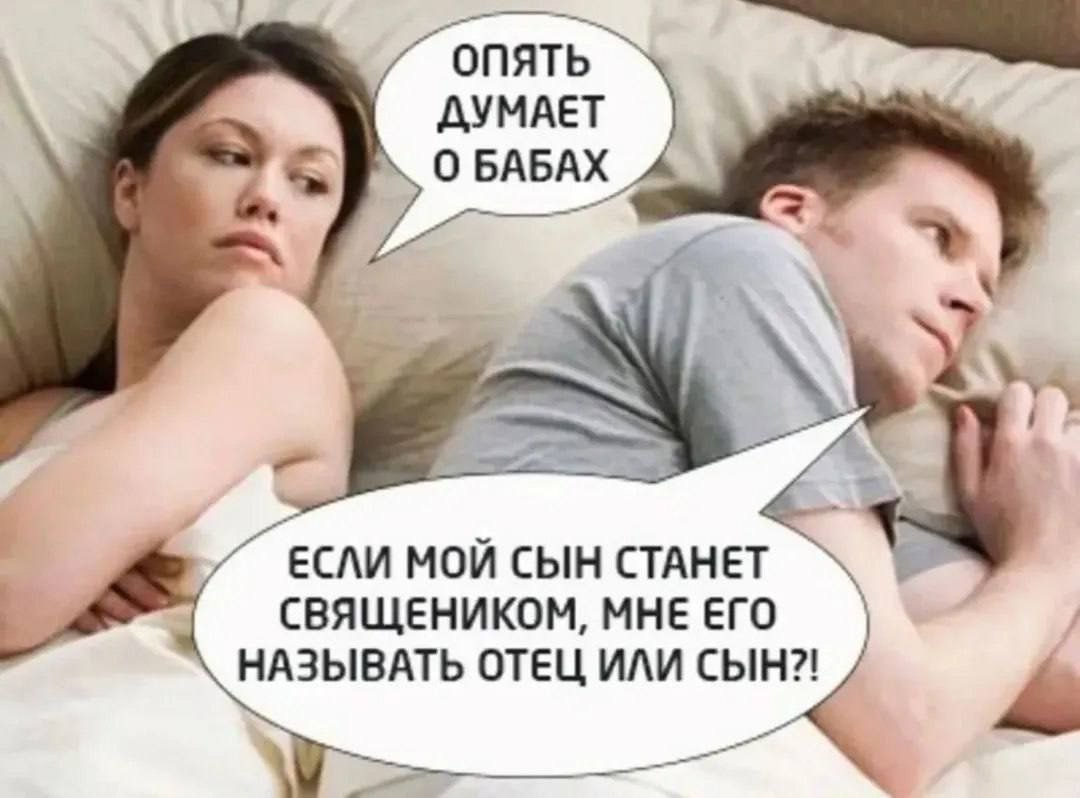 ОПЯТЬ
ДУМАЕТ
О БАБАХ
ЕСЛИ МОЙ СЫН СТАНЕТ
СВЯЩЕНИКОМ, МНЕ ЕГО
НАЗЫВАТЬ ОТЕЦ ИЛИ СЫН?!